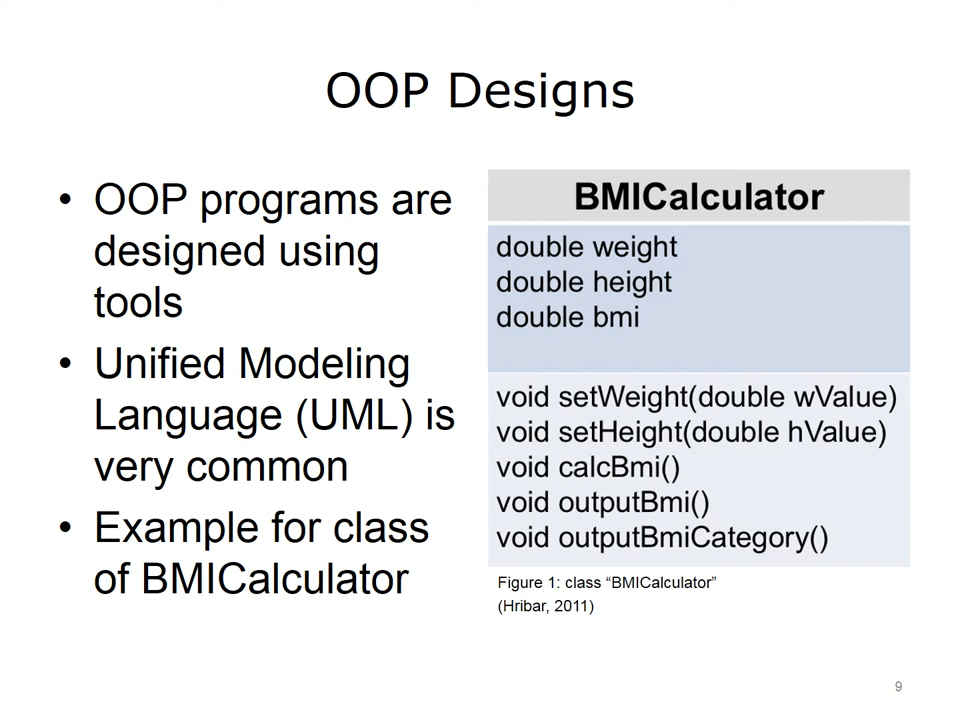 OOP Designs
• OOP programs are
designed using
tools
• Unified Modeling
Language (UML) is
very common
• Example for class
of BMICalculator
BMICalculator
double weight
double height
double bmi
void setWeight(double wValue)
void setHeight(double hValue)
void calcBmi()
void outputBmi()
void outputBmiCategory()
Figure 1: class “BMICalculator”
(Hribar, 2011)
9